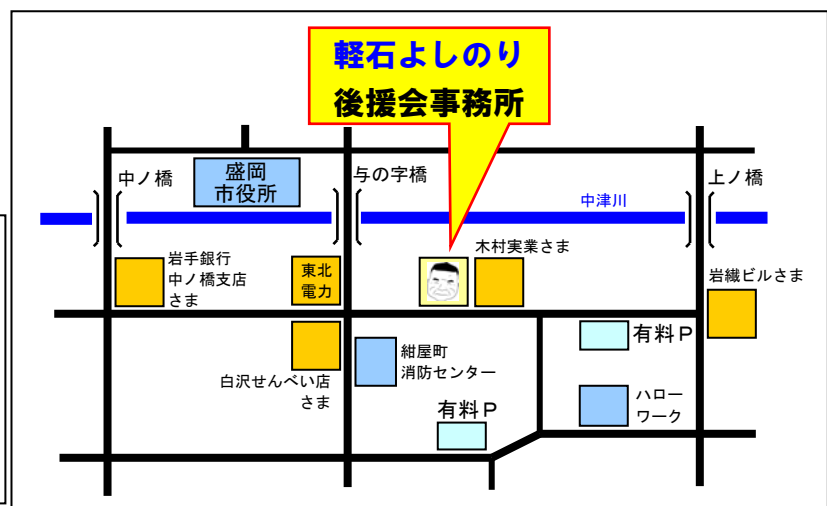 軽石よしのり
後援会事務所
中ノ橋
盛岡
市役所
与の字橋
中津川
上ノ橋
岩手銀行
中ノ橋支店
さま
東北
電力
木村実業さま
岩繊ビルさま
白沢せんべい店
さま
紺屋町
消防センター
有料P
有料P
ハロー
ワーク